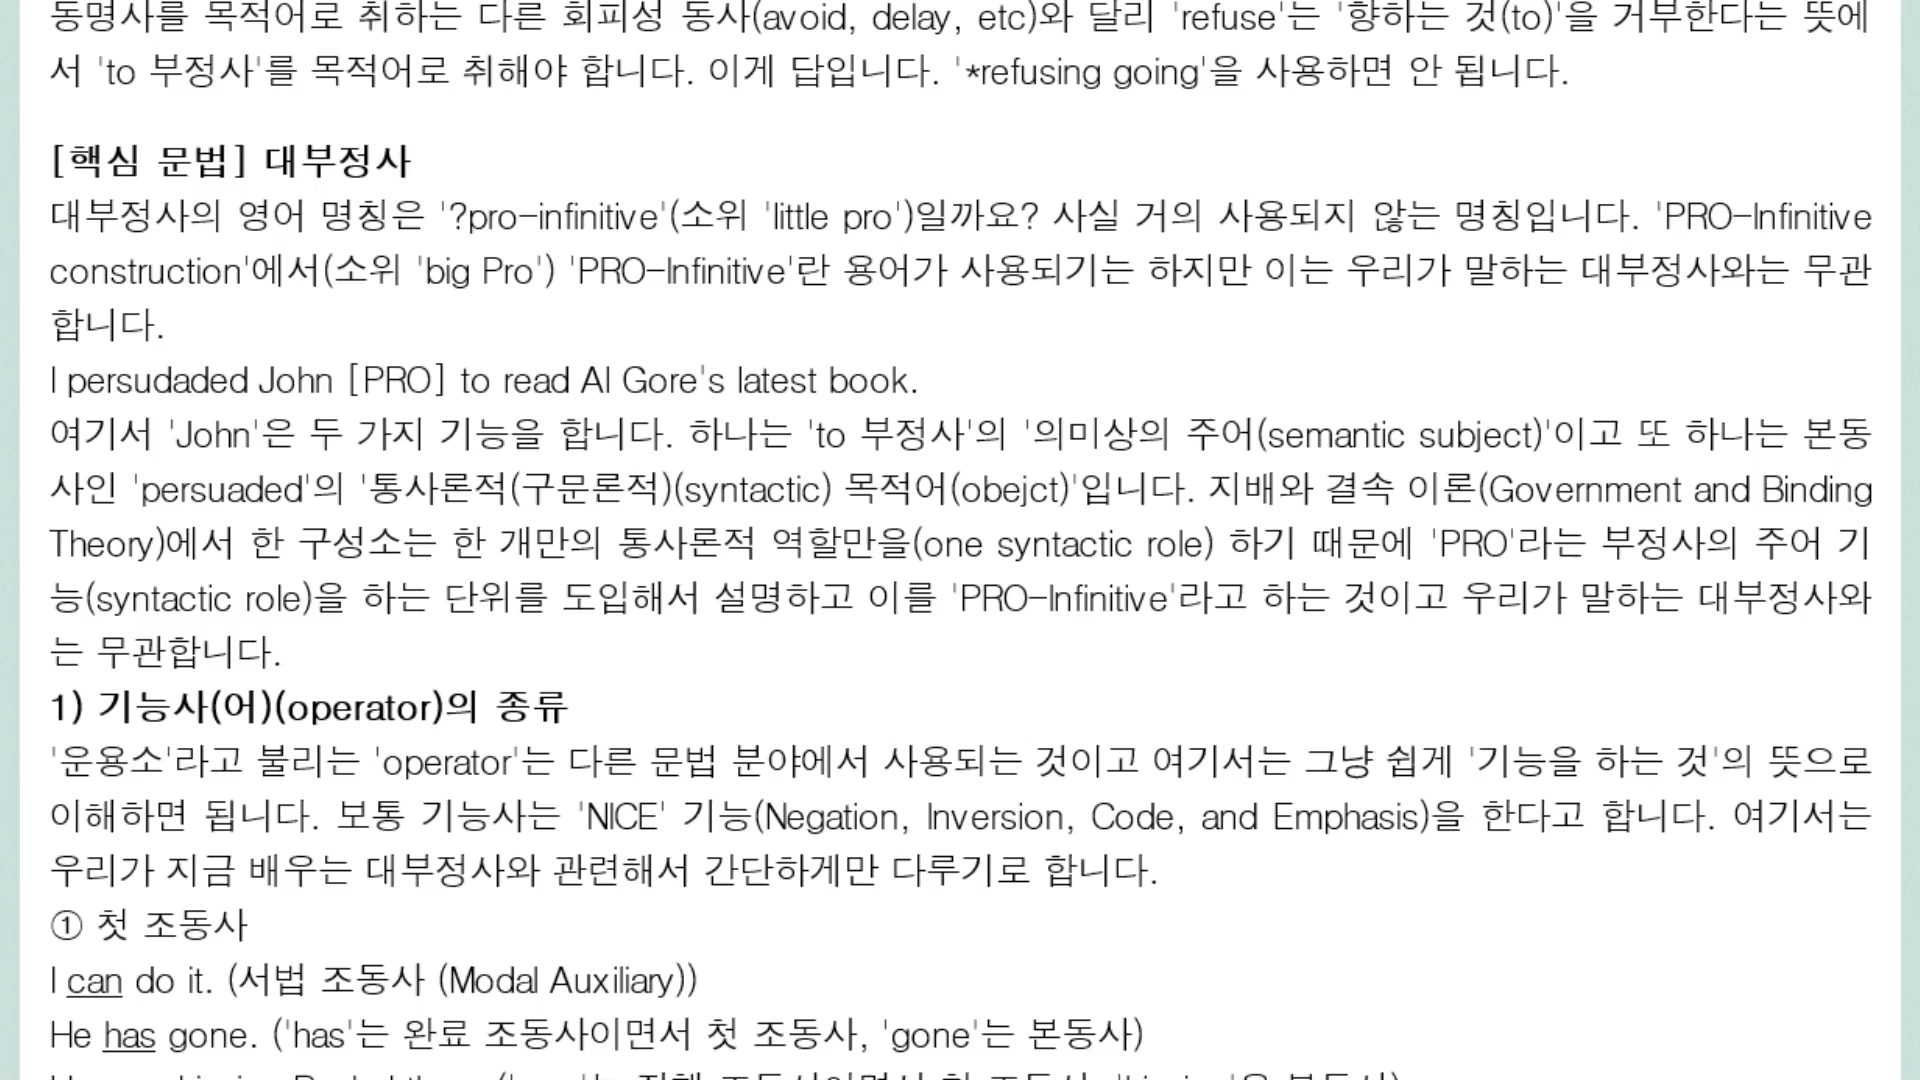 동명사를 목적어로 취하는 다른 회피성 동사(avoid, delay, etc)와 달리 'refuse'는 '향하는 것(to)'을 거부한다는 뜻에
서 'to 부정사'를 목적어로 취해야 합니다. 이게 답입니다. '*refusing going'을 사용하면 안 됩니다.
[핵심 문법] 대부정사
대부정사의 영어 명칭은 '?pro-infinitive'(소위 'little pro')일까요? 사실 거의 사용되지 않는 명칭입니다. 'PRO-Infinitive
construction'에서(소위 'big Pro') 'PRO-Infinitive'란 용어가 사용되기는 하지만 이는 우리가 말하는 대부정사와는 무관
합니다.
I persudaded John [PRO] to read Al Gore's latest book.
여기서 'John'은 두 가지 기능을 합니다. 하나는 'to 부정사'의 '의미상의 주어(semantic subject)'이고 또 하나는 본동
사인 'persuaded'의 '통사론적(구문론적)(syntactic) 목적어(obejct)'입니다. 지배와 결속 이론(Government and Binding
Theory)에서 한 구성소는 한 개만의 통사론적 역할만을(one syntactic role) 하기 때문에 'PRO'라는 부정사의 주어 기
능(syntactic role)을 하는 단위를 도입해서 설명하고 이를 'PRO-Infinitive'라고 하는 것이고 우리가 말하는 대부정사와
는 무관합니다.
1) 기능사(어)(operator)의 종류
'운용소'라고 불리는 'operator'는 다른 문법 분야에서 사용되는 것이고 여기서는 그냥 쉽게 '기능을 하는 것'의 뜻으로
이해하면 됩니다. 보통 기능사는 'NICE' 기능(Negation, Inversion, Code, and Emphasis)을 한다고 합니다. 여기서는
우리가 지금 배우는 대부정사와 관련해서 간단하게만 다루기로 합니다.
① 첫 조동사
I can do it. (서법 조동사 (Modal Auxiliary))
He has gone. ('has'는 완료 조동사이면서 첫 조동사, 'gone'는 본동사)